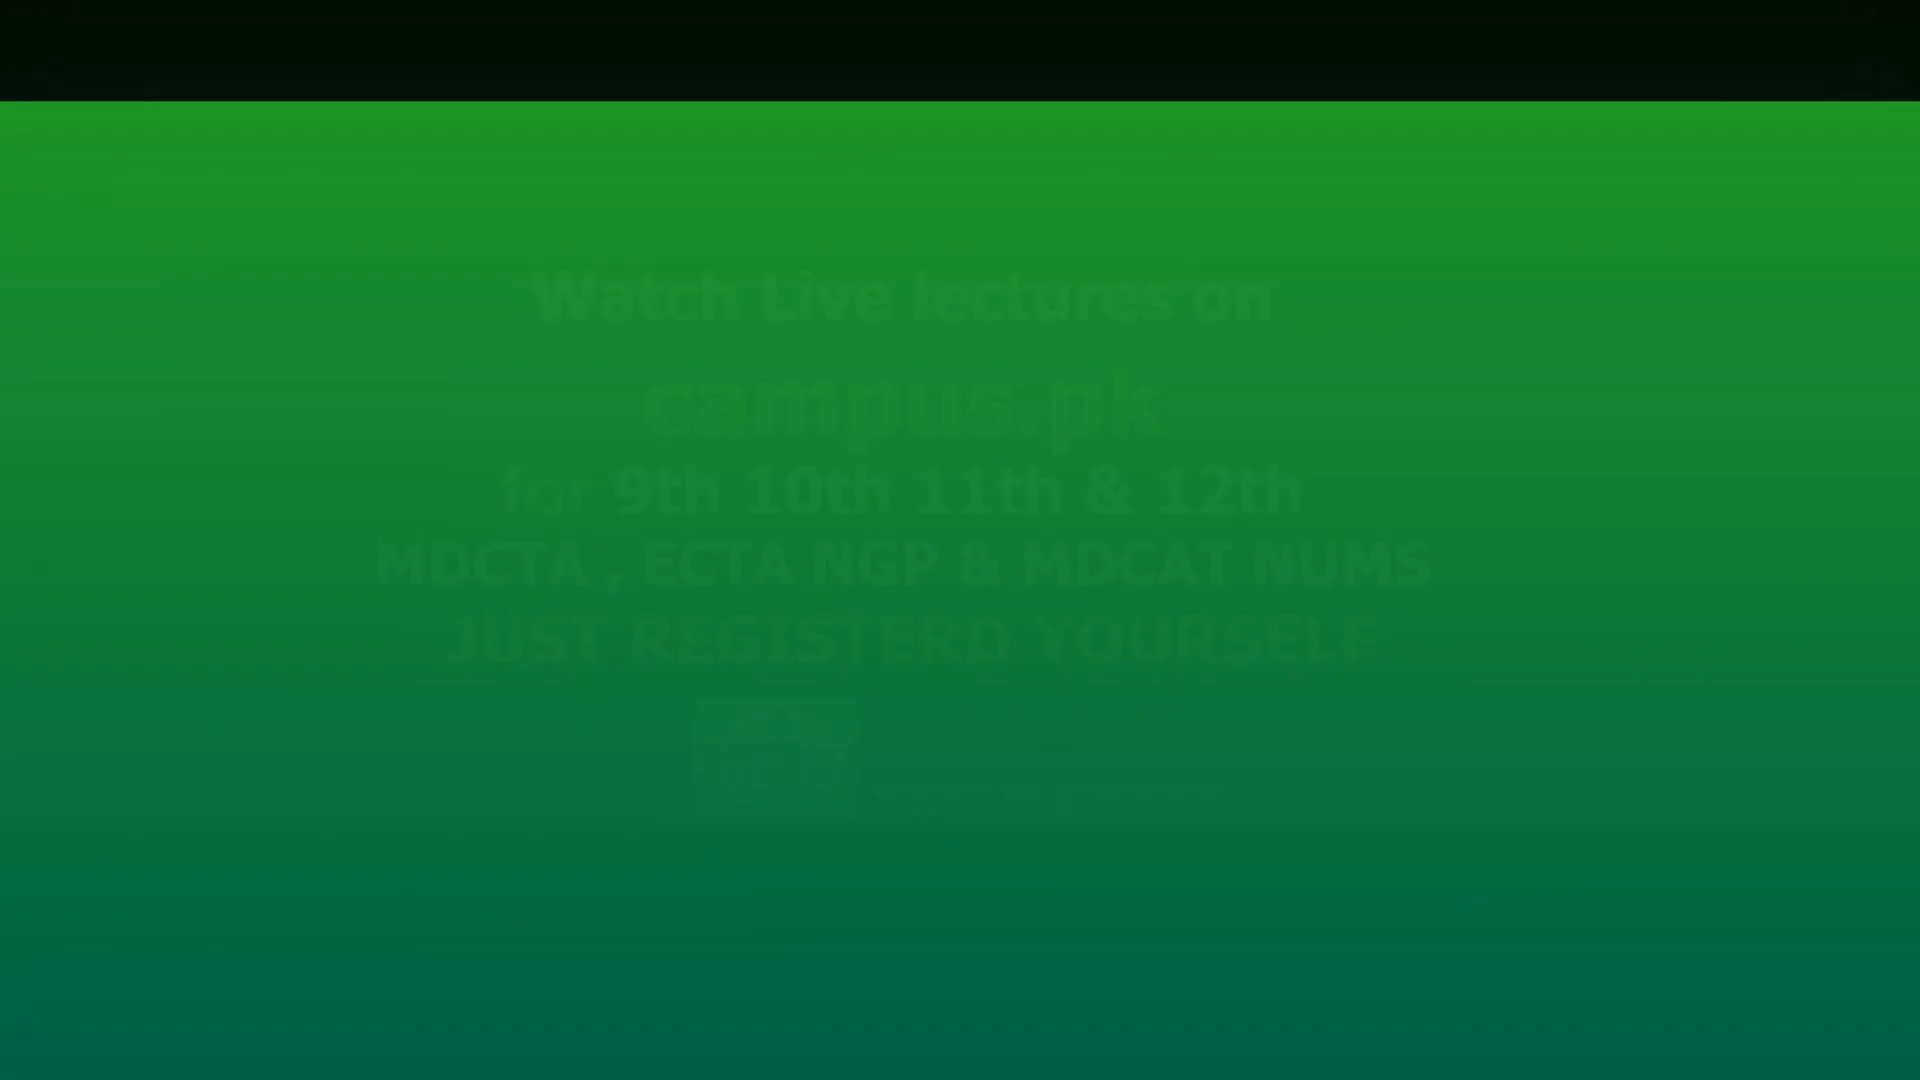 Watch Live lectures on
campus.pk
for 9th 10th 11th & 12th
MDCTA , ECTA NGP & MDCAT NUMS
JUST REGISTERD YOURSELF